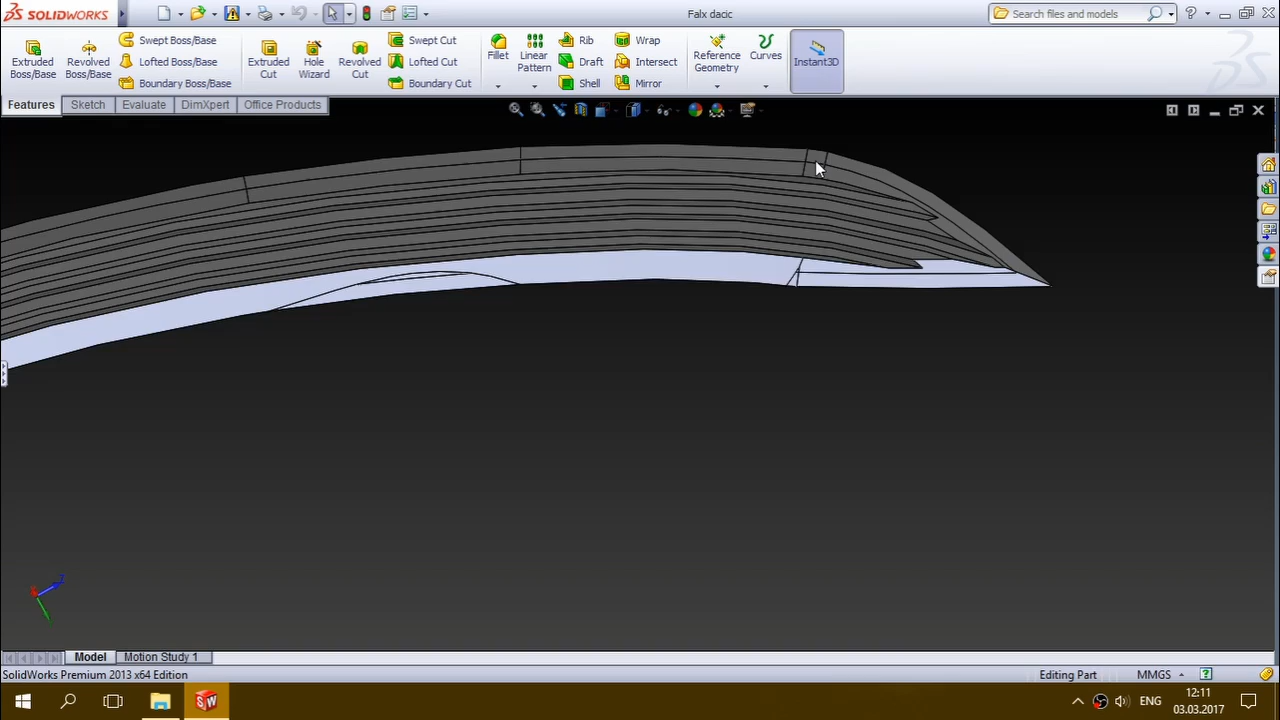 SOLIDWORKS
Falx dacic
Search files and models
Extruded Boss/Base
Revolved Boss/Base
Swept Boss/Base
Lofted Boss/Base
Boundary Boss/Base
Extruded Cut
Hole Wizard
Revolved Cut
Swept Cut
Lofted Cut
Boundary Cut
Fillet
Linear Pattern
Rib
Draft
Shell
Wrap
Intersect
Mirror
Reference Geometry
Curves
Instant3D
Features
Sketch
Evaluate
DimXpert
Office Products
Model
Motion Study 1
SolidWorks Premium 2013 x64 Edition
Editing Part
MMGS
ENG
12:11
03.03.2017